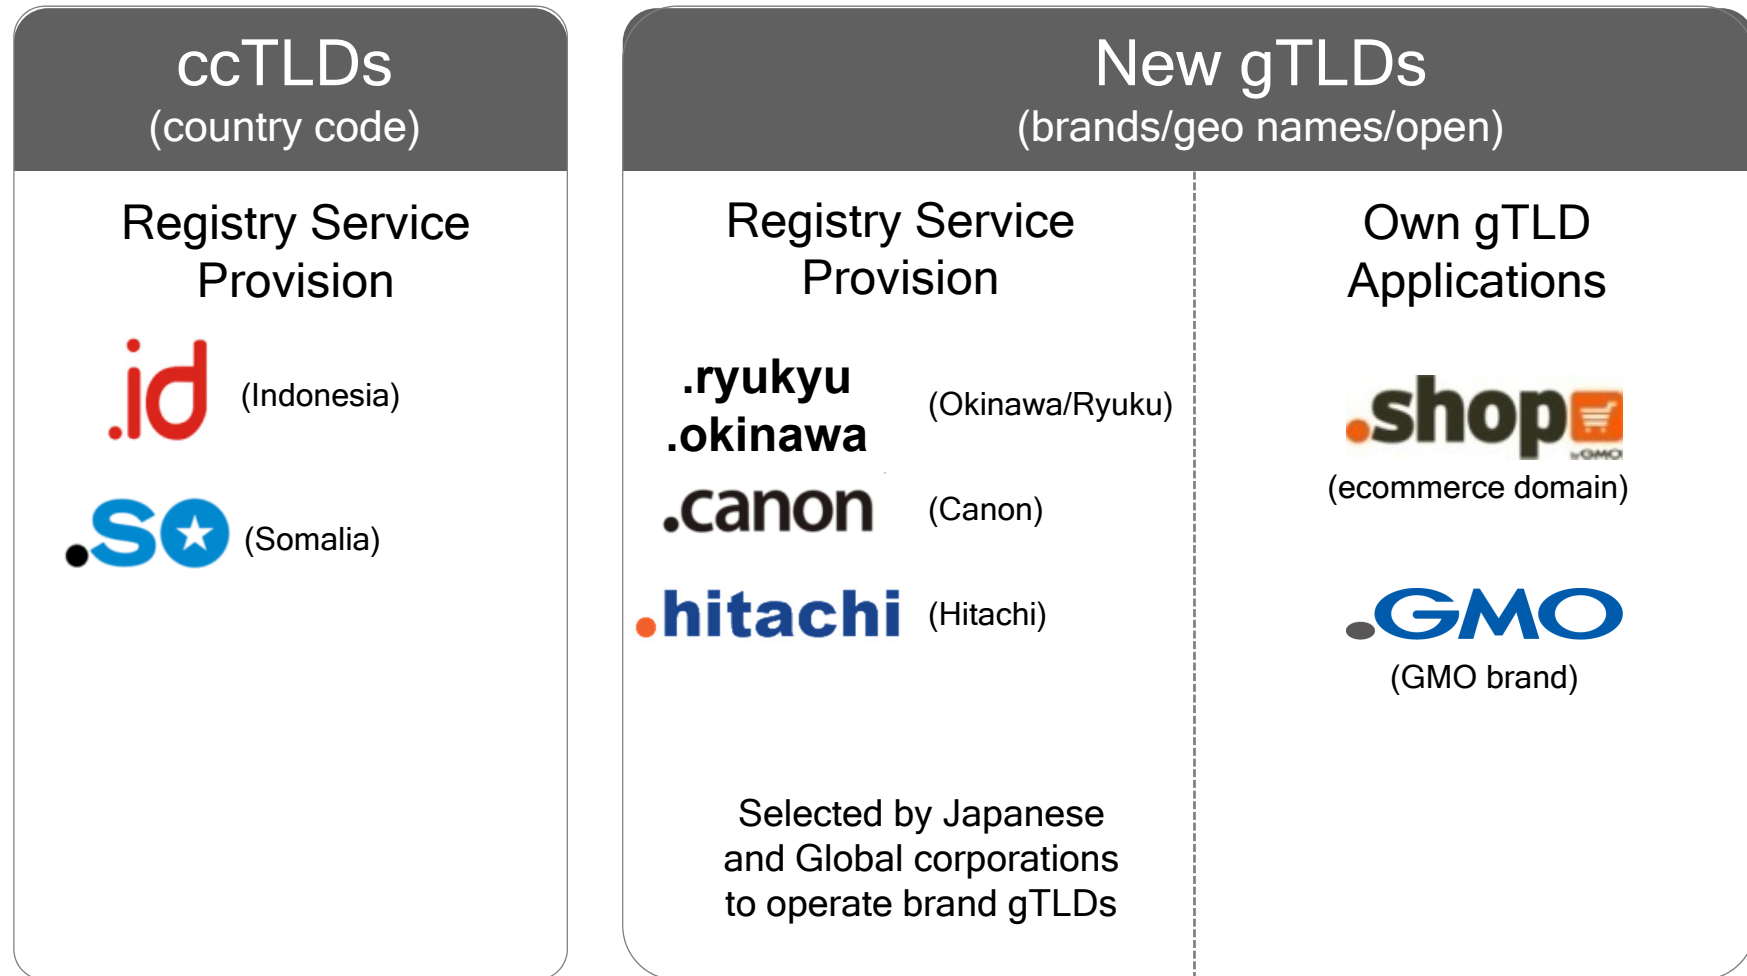 ccTLDs
(country code)
Registry Service
Provision
.id
(Indonesia)
.so
(Somalia)
New gTLDs
(brands/geo names/open)
Registry Service
Provision
.ryukyu
.okinawa
(Okinawa/Ryuku)
.canon
(Canon)
.hitachi
(Hitachi)
Selected by Japanese
and Global corporations
to operate brand gTLDs
Own gTLD
Applications
.shop
by GMO
(ecommerce domain)
.GMO
(GMO brand)